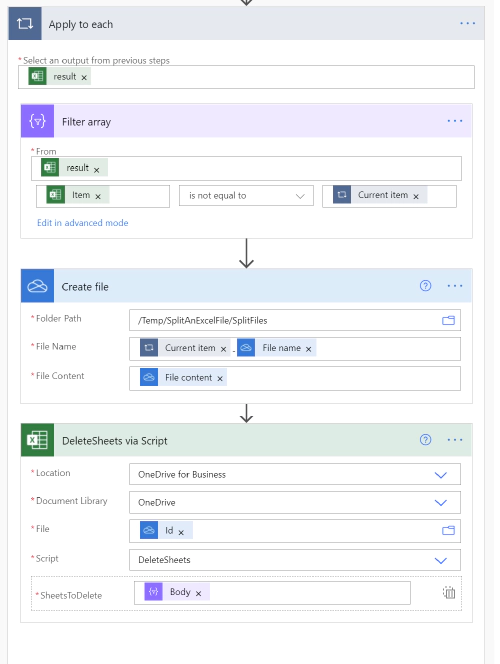 Apply to each
* Select an output from previous steps
result x
Filter array
* From
result x
Item x is not equal to Current item x
Edit in advanced mode
Create file
* Folder Path /Temp/SplitAnExcelFile/SplitFiles
* File Name Current item x - File name x
* File Content File content x
DeleteSheets via Script
* Location OneDrive for Business
* Document Library OneDrive
* File Id x
* Script DeleteSheets
* SheetsToDelete Body x